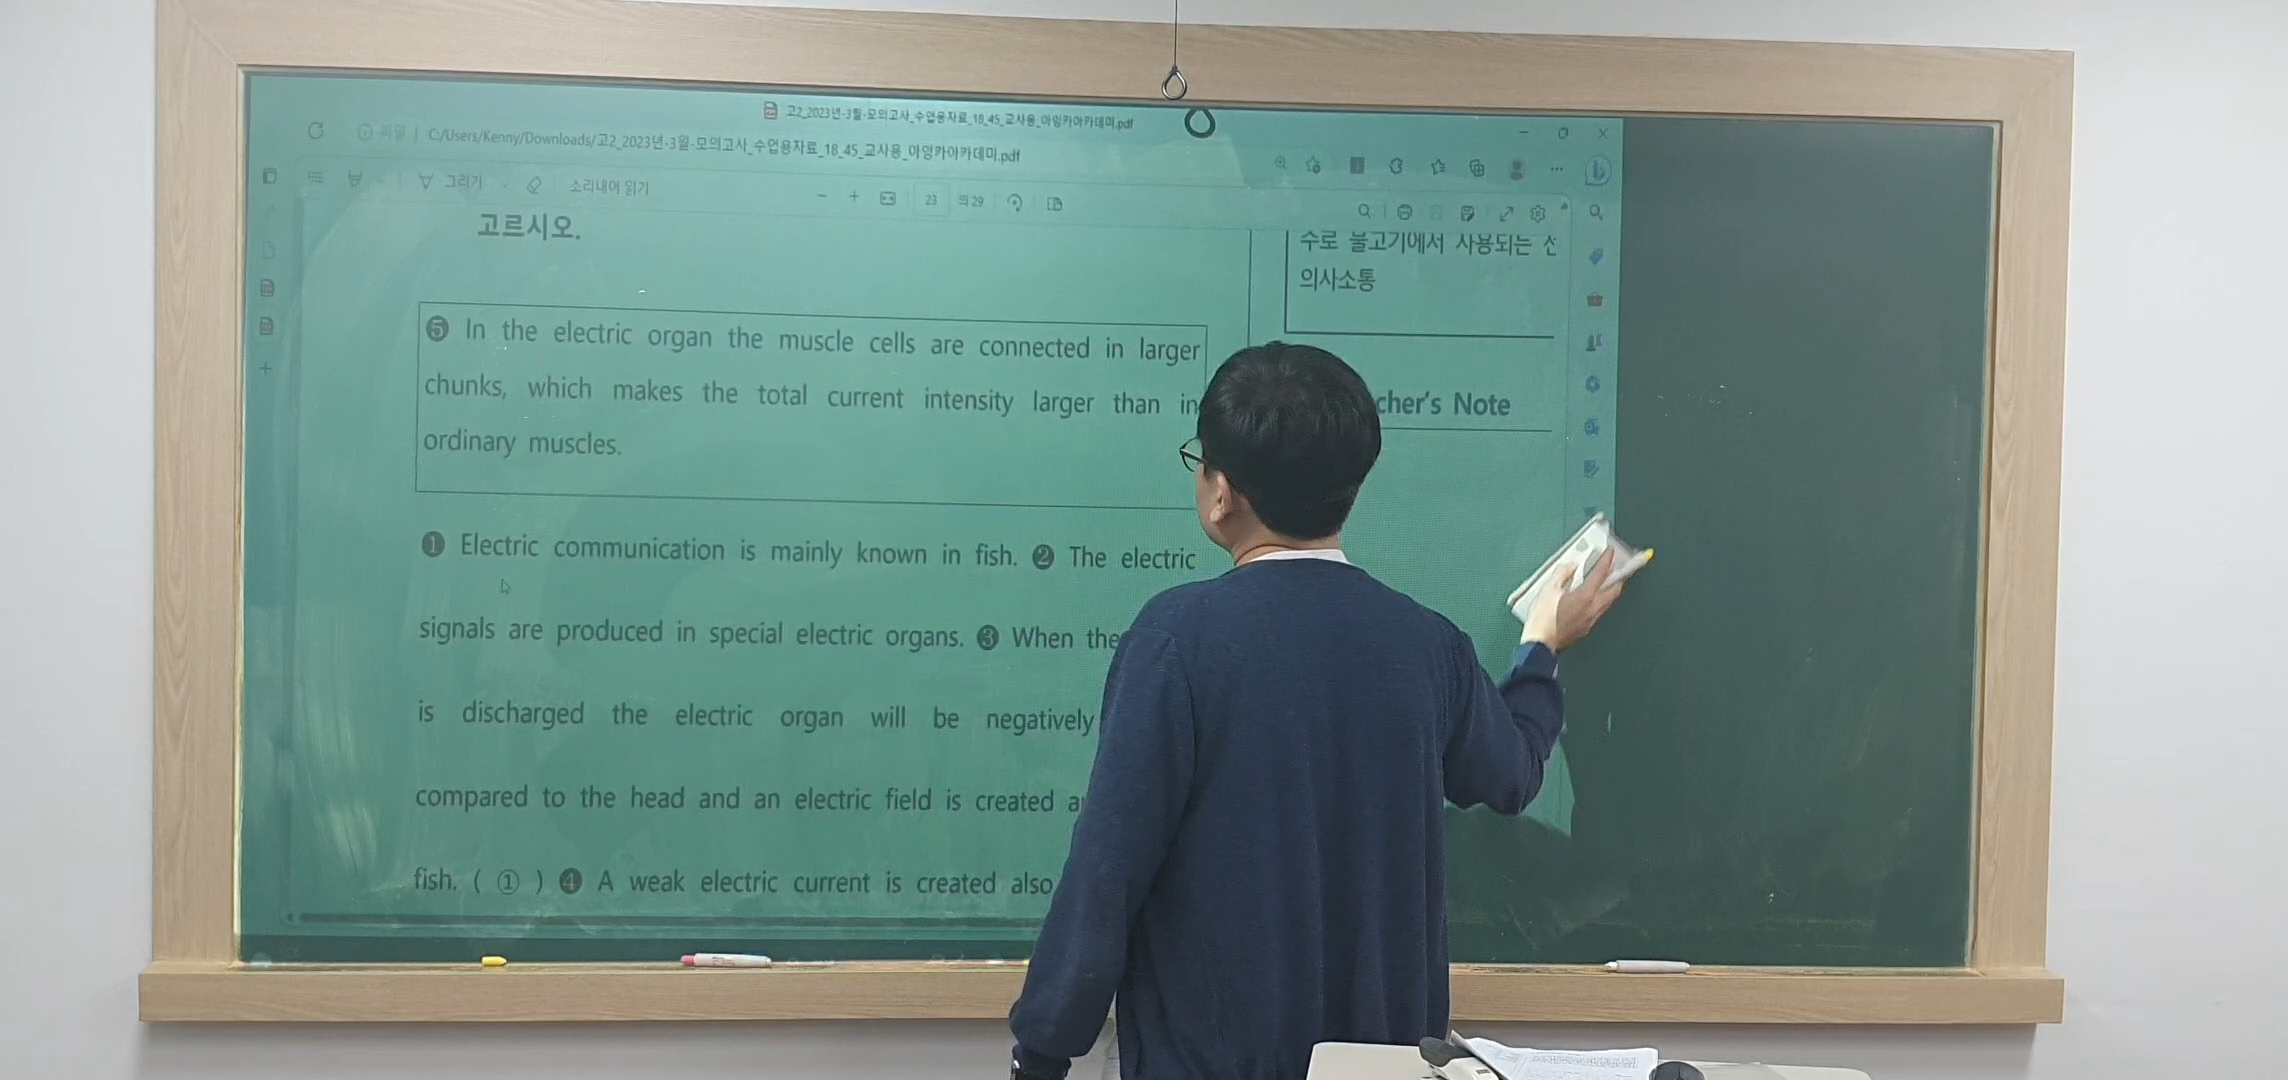 고2_2023년-3월-모의고사_수업용자료_18_45_교사용_아잉카아카데미.pdf
파일 | C:/Users/Kenny/Downloads/고2_2023년-3월-모의고사_수업용자료_18_45_교사용_아잉카아카데미.pdf
그리기 소리내어 읽기 23 의 29
고르시오.
수로 물고기에서 사용되는
의사소통
❺ In the electric organ the muscle cells are connected in larger
chunks, which makes the total current intensity larger than in
ordinary muscles.
cher's Note
❶ Electric communication is mainly known in fish. ❷ The electric
signals are produced in special electric organs. ❸ When the
is discharged the electric organ will be negatively
compared to the head and an electric field is created
fish. ( ① ) ❹ A weak electric current is created also